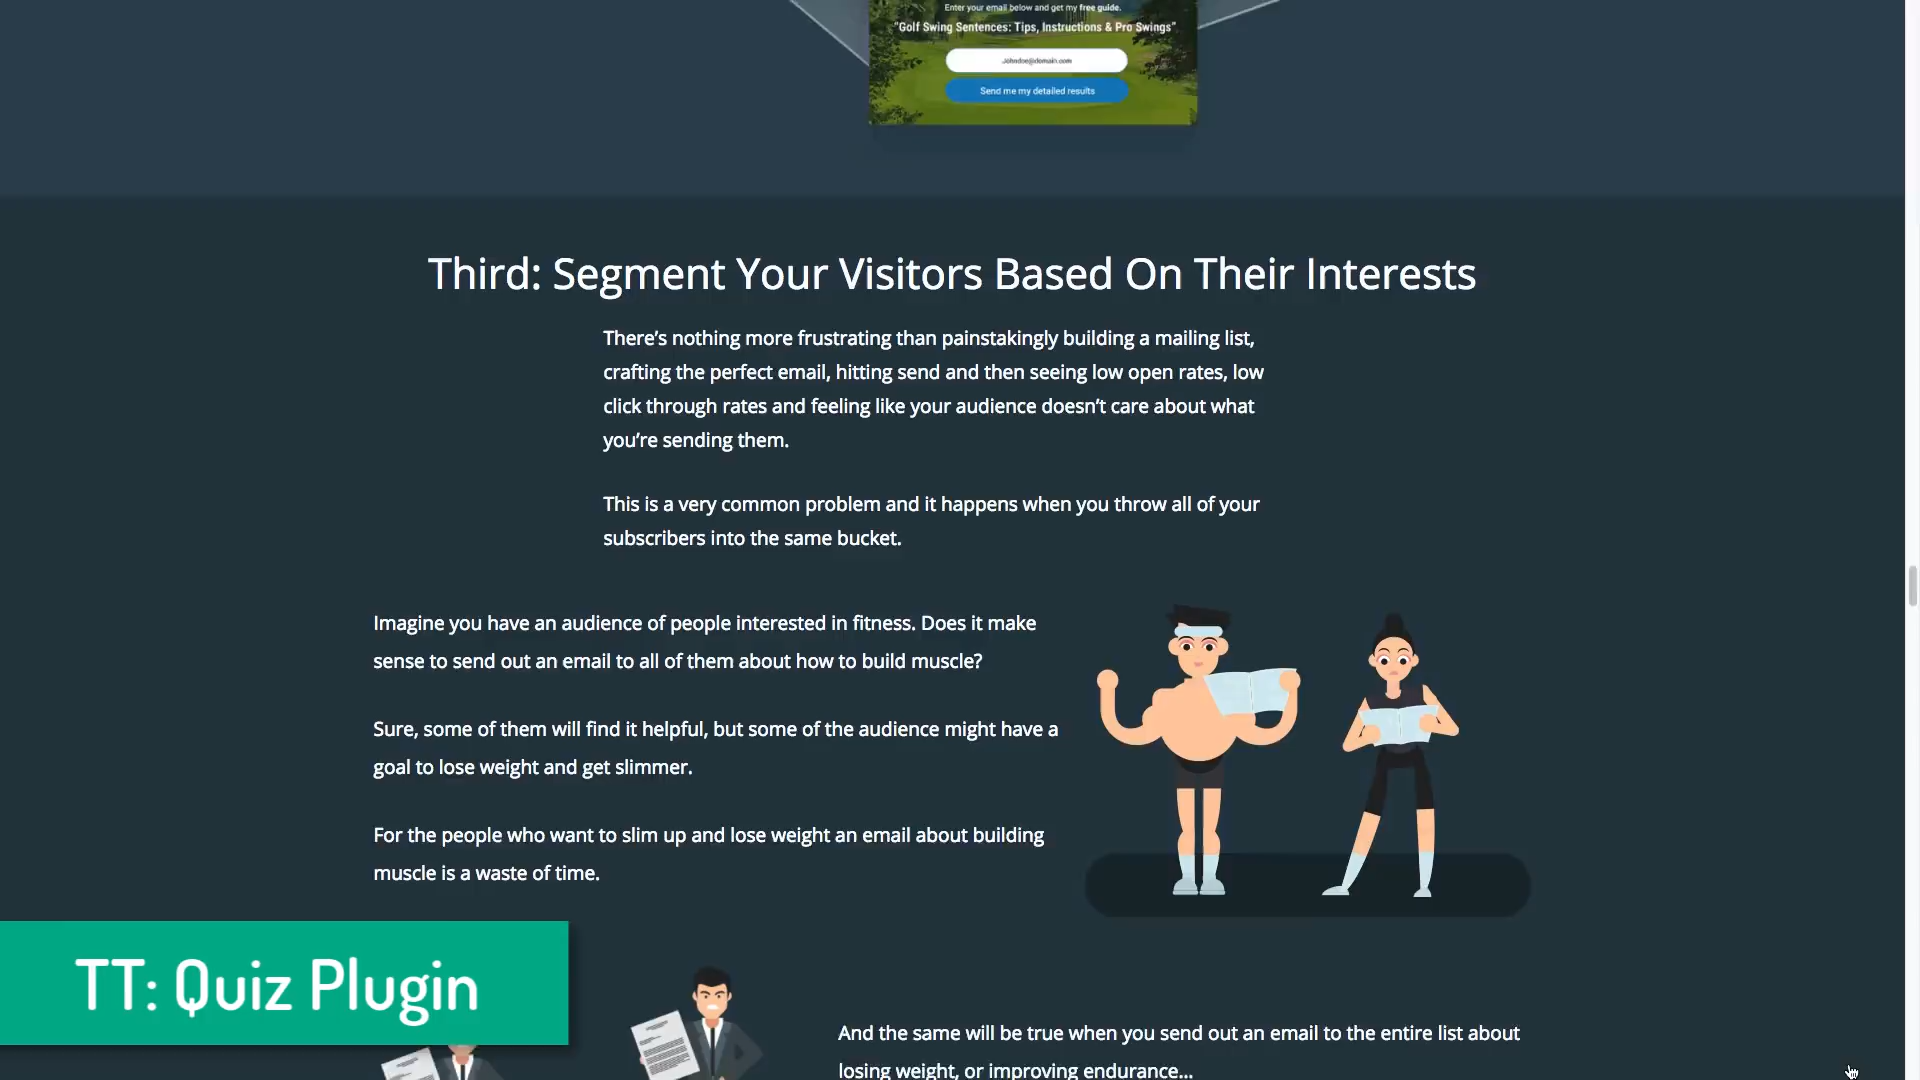 Enter your email below and get my free guide.
"Golf Swing Sentences: Tips, Instructions & Pro Swings"
Johndoe@domain.com
Send me my detailed results
Third: Segment Your Visitors Based On Their Interests
There's nothing more frustrating than painstakingly building a mailing list,
crafting the perfect email, hitting send and then seeing low open rates, low
click through rates and feeling like your audience doesn't care about what
you're sending them.
This is a very common problem and it happens when you throw all of your
subscribers into the same bucket.
Imagine you have an audience of people interested in fitness. Does it make
sense to send out an email to all of them about how to build muscle?
Sure, some of them will find it helpful, but some of the audience might have a
goal to lose weight and get slimmer.
For the people who want to slim up and lose weight an email about building
muscle is a waste of time.
TT: Quiz Plugin
And the same will be true when you send out an email to the entire list about
losing weight, or improving endurance...